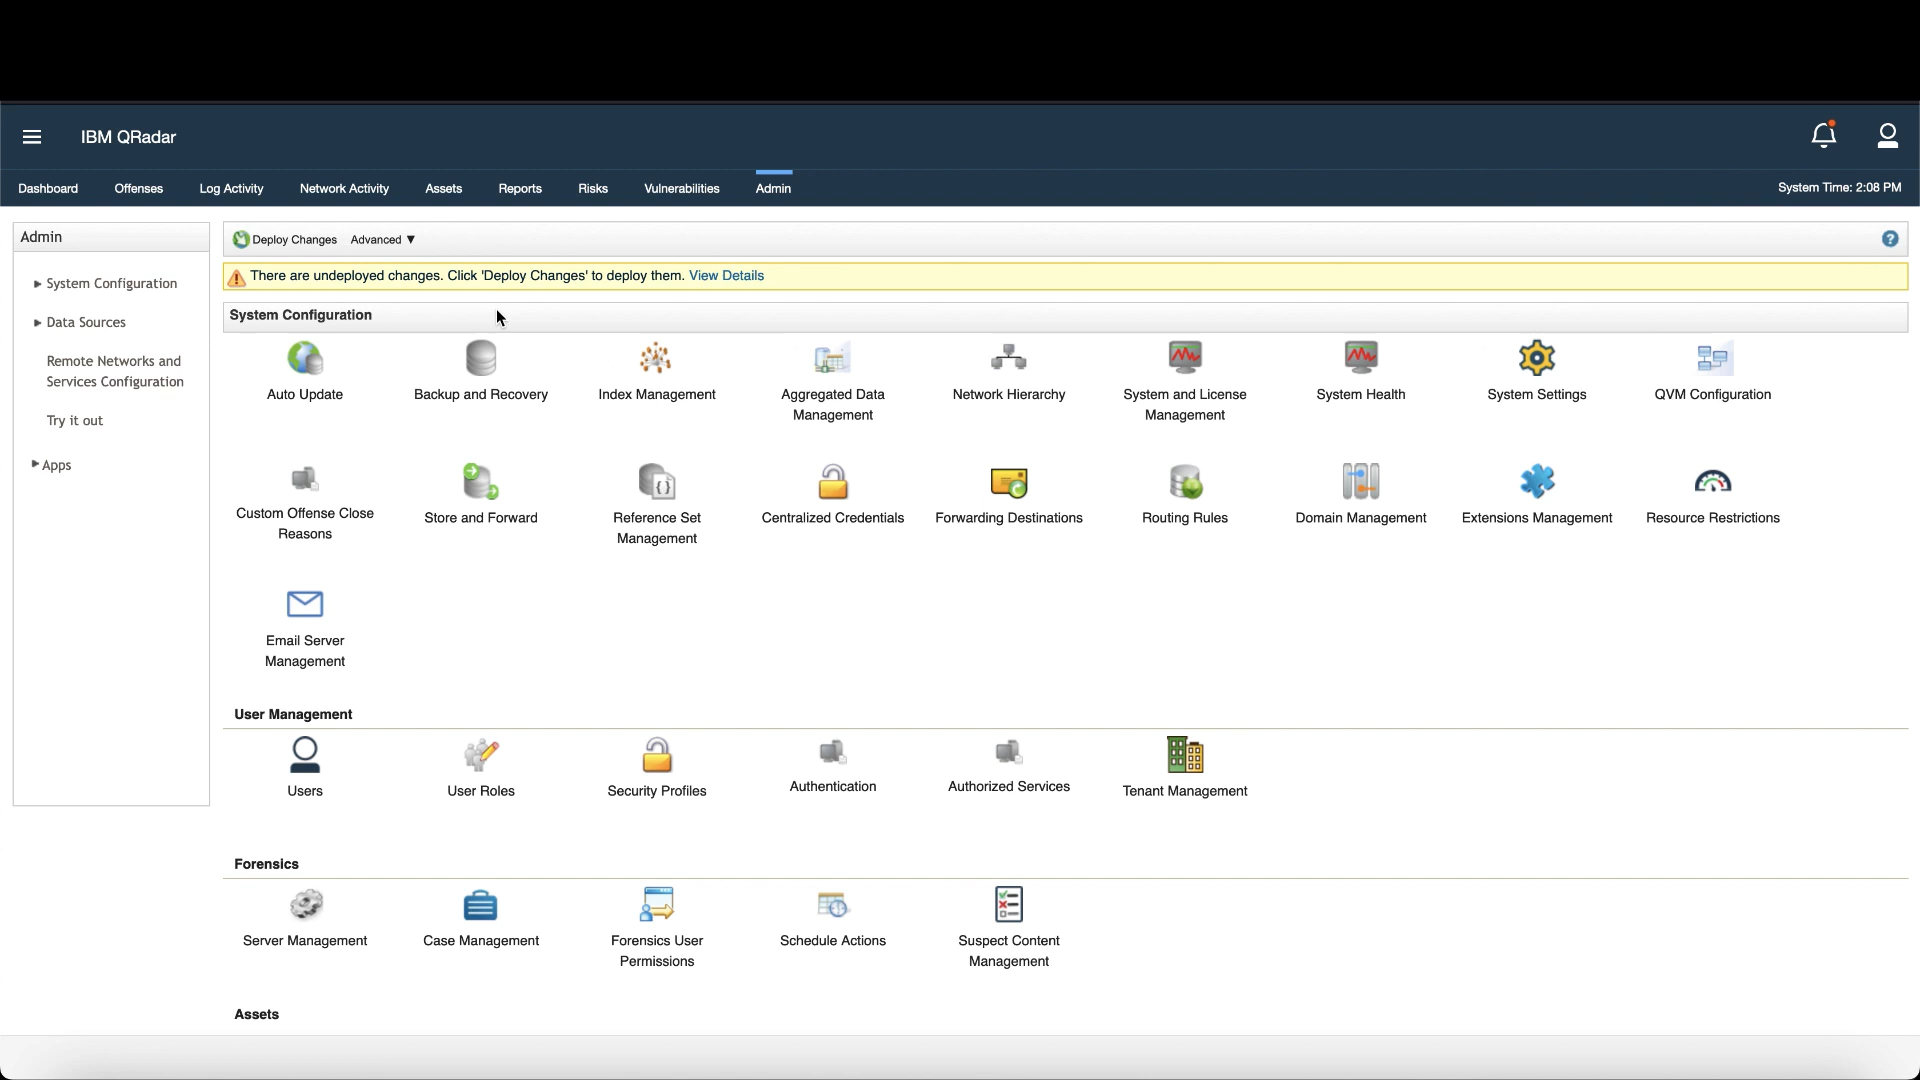 IBM QRadar
Dashboard Offenses Log Activity Network Activity Assets Reports Risks Vulnerabilities Admin System Time: 2:08 PM
Admin
System Configuration
Data Sources
Remote Networks and
Services Configuration
Try it out
Apps
Deploy Changes Advanced ▼
There are undeployed changes. Click 'Deploy Changes' to deploy them. View Details
System Configuration
Auto Update
Backup and Recovery
Index Management
Aggregated Data
Management
Network Hierarchy
System and License
Management
System Health
System Settings
QVM Configuration
Custom Offense Close
Reasons
Store and Forward
Reference Set
Management
Centralized Credentials
Forwarding Destinations
Routing Rules
Domain Management
Extensions Management
Resource Restrictions
Email Server
Management
User Management
Users
User Roles
Security Profiles
Authentication
Authorized Services
Tenant Management
Forensics
Server Management
Case Management
Forensics User
Permissions
Schedule Actions
Suspect Content
Management
Assets